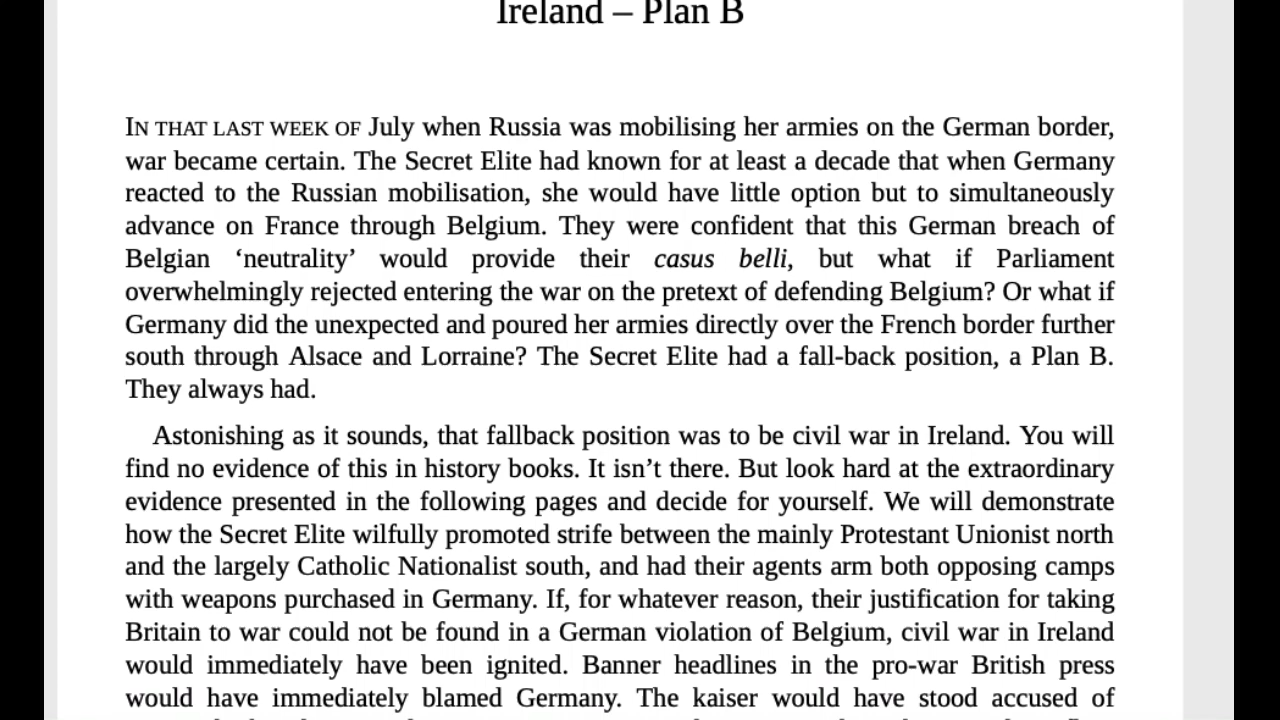 Ireland – Plan B
IN THAT LAST WEEK OF July when Russia was mobilising her armies on the German border,
war became certain. The Secret Elite had known for at least a decade that when Germany
reacted to the Russian mobilisation, she would have little option but to simultaneously
advance on France through Belgium. They were confident that this German breach of
Belgian ‘neutrality’ would provide their casus belli, but what if Parliament
overwhelmingly rejected entering the war on the pretext of defending Belgium? Or what if
Germany did the unexpected and poured her armies directly over the French border further
south through Alsace and Lorraine? The Secret Elite had a fall-back position, a Plan B.
They always had.
Astonishing as it sounds, that fallback position was to be civil war in Ireland. You will
find no evidence of this in history books. It isn’t there. But look hard at the extraordinary
evidence presented in the following pages and decide for yourself. We will demonstrate
how the Secret Elite wilfully promoted strife between the mainly Protestant Unionist north
and the largely Catholic Nationalist south, and had their agents arm both opposing camps
with weapons purchased in Germany. If, for whatever reason, their justification for taking
Britain to war could not be found in a German violation of Belgium, civil war in Ireland
would immediately have been ignited. Banner headlines in the pro-war British press
would have immediately blamed Germany. The kaiser would have stood accused of